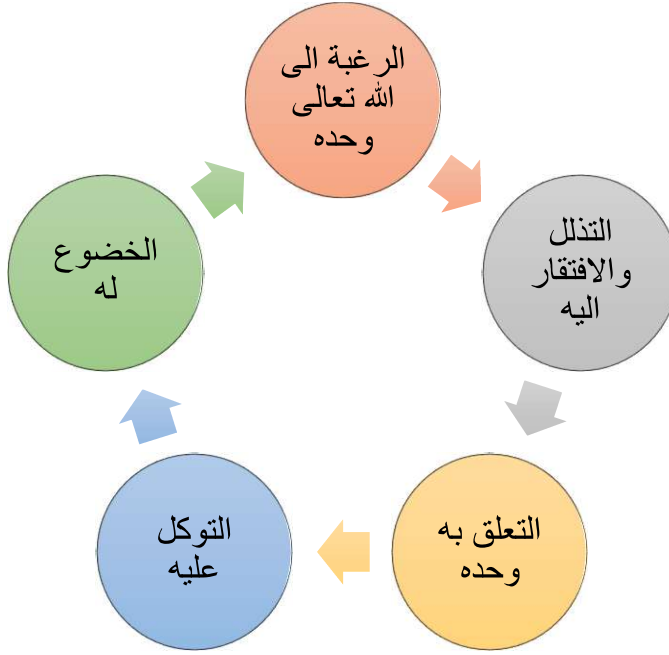 الرغبة الى
الله تعالى
وحده
التذلل
والافتقار
اليه
التعلق به
وحده
التوكل
عليه
الخضوع
له